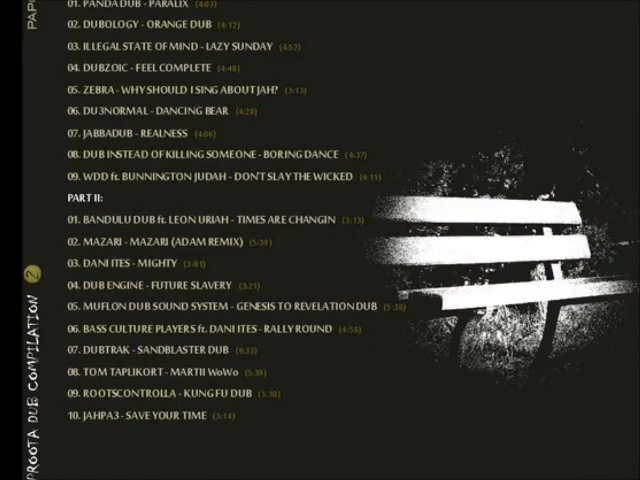 01. PANDA DUB - PARALIX (4:03)
02. DUBOLOGY - ORANGE DUB (4:12)
03. ILLEGAL STATE OF MIND - LAZY SUNDAY (4:52)
04. DUBZOIC - FEEL COMPLETE (4:48)
05. ZEBRA - WHY SHOULD I SING ABOUT JAH? (3:13)
06. DU3NORMAL - DANCING BEAR (4:20)
07. JABBADUB - REALNESS (4:06)
08. DUB INSTEAD OF KILLING SOMEONE - BORING DANCE (4:37)
09. WDD ft. BUNNINGTON JUDAH - DON'T SLAY THE WICKED (4:11)
PART II:
01. BANDULU DUB ft. LEON URIAH - TIMES ARE CHANGIN (3:13)
02. MAZARI - MAZARI (ADAM REMIX) (5:39)
03. DANI ITES - MIGHTY (3:01)
04. DUB ENGINE - FUTURE SLAVERY (3:21)
05. MUFLON DUB SOUND SYSTEM - GENESIS TO REVELATION DUB (5:38)
06. BASS CULTURE PLAYERS ft. DANI ITES - RALLY ROUND (4:58)
07. DUBTRAK - SANDBLASTER DUB (6:33)
08. TOM TAPLIKORT - MARTII WoWo (5:39)
09. ROOTSCONTROLLA - KUNG FU DUB (3:30)
10. JAHPA3 - SAVE YOUR TIME (3:14)
PROOTA DUB COMPILATION 2
PAP